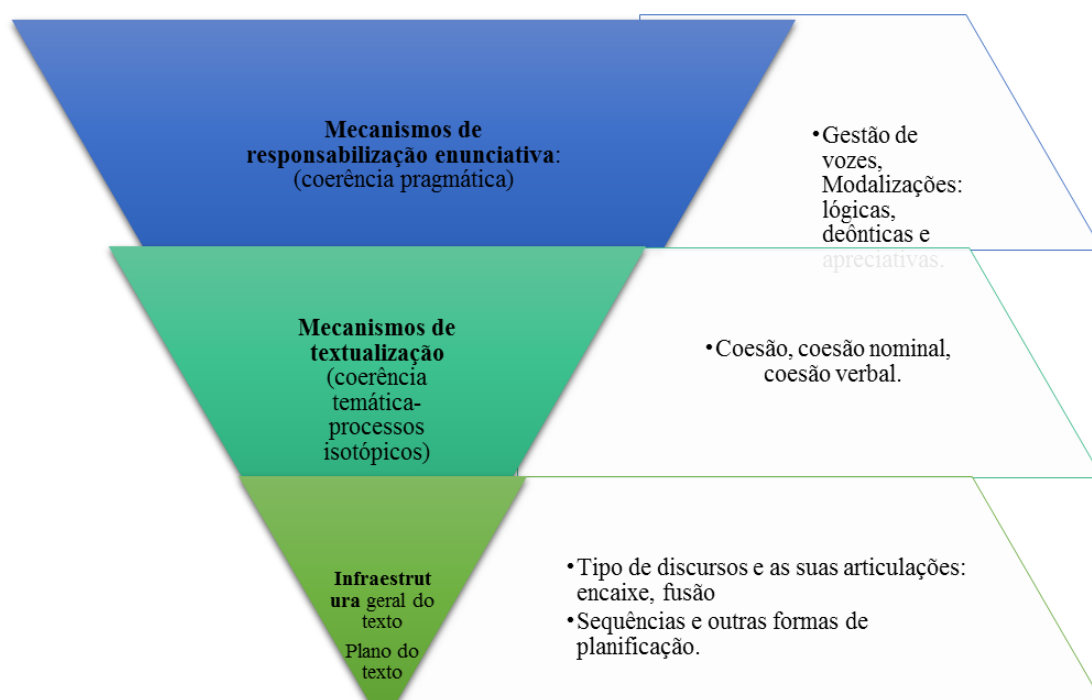 Mecanismos de
responsabilização enunciativa:
(coerência pragmática)
•Gestão de
vozes,
Modalizações:
lógicas,
deônticas e
apreciativas.
Mecanismos de
textualização
(coerência
temática-
processos
isotópicos)
•Coesão, coesão nominal,
coesão verbal.
Infraestrut
ura geral do
texto
Plano do
texto
•Tipo de discursos e as suas articulações:
encaixe, fusão
•Sequências e outras formas de
planificação.